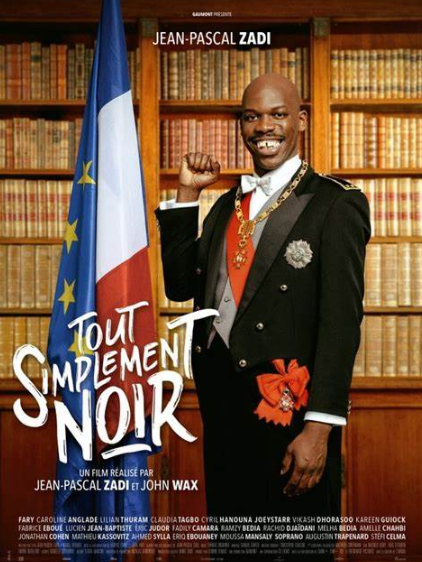 GAUMONT PRÉSENTE
JEAN-PASCAL ZADI
TOUT
SIMPLEMENT
NOIR
UN FILM RÉALISÉ PAR
JEAN-PASCAL ZADI ET JOHN WAX
FARY CAROLINE ANGLADE LILIAN THURAM CLAUDIA TAGBO CYRIL HANOUNA JOEYSTARR VIKASH DHORASOO KAREEN GUIOCK
FABRICE EBOUÉ LUCIEN JEAN-BAPTISTE ERIC JUDOR FADILY CAMARA RAMZY BEDIA RACHID DJAÏDANI MELHA BEDIA AMELLE CHAHBI
JONATHAN COHEN MATHIEU KASSOVITZ AHMED SYLLA ERIQ EBOUANEY MOUSSA MANSALY SOPRANO AUGUSTIN TRAPENARD STÉFI CELMA